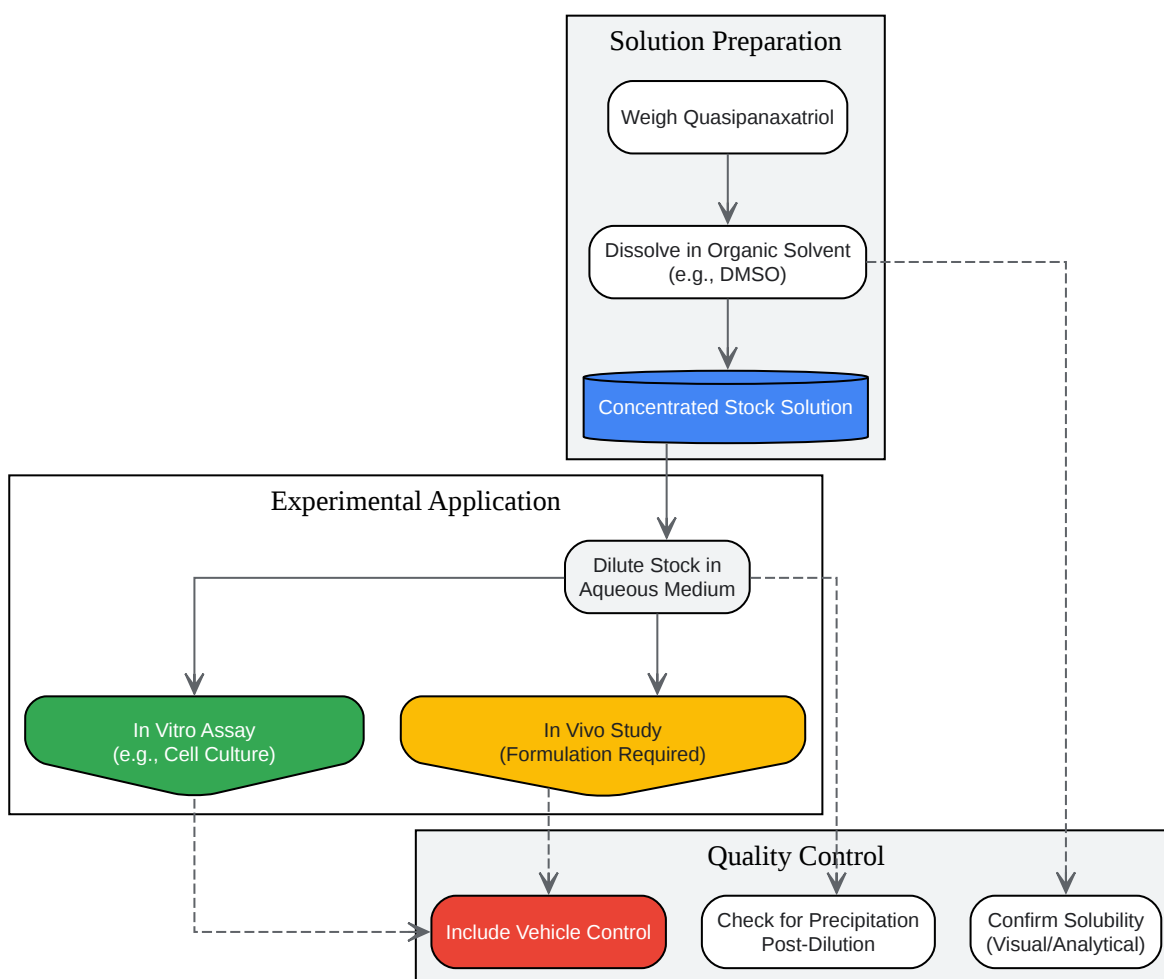 Solution Preparation
Weigh Quasipanaxatriol
Dissolve in Organic Solvent
(e.g., DMSO)
Concentrated Stock Solution
Experimental Application
Dilute Stock in
Aqueous Medium
In Vitro Assay
(e.g., Cell Culture)
In Vivo Study
(Formulation Required)
Quality Control
Include Vehicle Control
Check for Precipitation
Post-Dilution
Confirm Solubility
(Visual/Analytical)